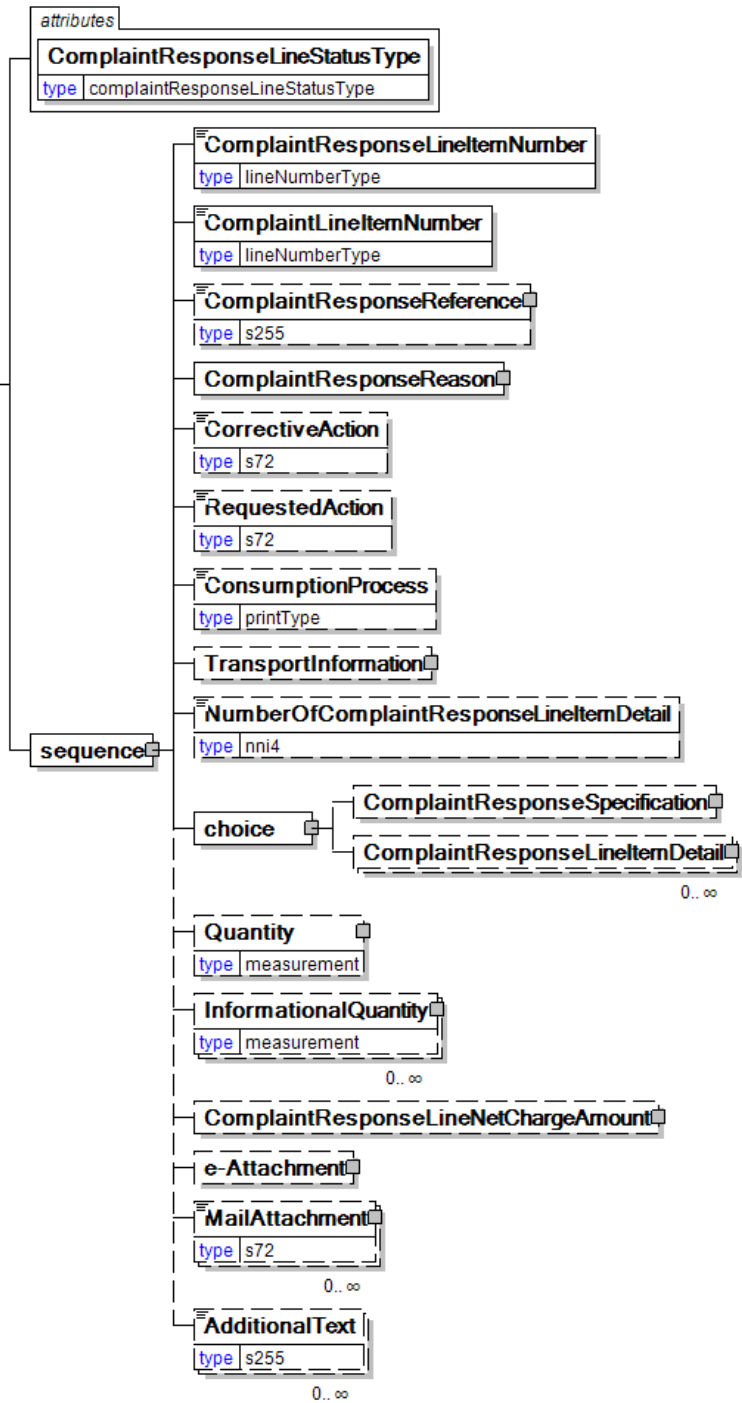 attributes
ComplaintResponseLineStatusType
type complaintResponseLineStatusType
ComplaintResponseLineItemNumber
type lineNumberType
ComplaintLineItemNumber
type lineNumberType
ComplaintResponseReference
type s255
ComplaintResponseReason
CorrectiveAction
type s72
RequestedAction
type s72
ConsumptionProcess
type printType
TransportInformation
NumberOfComplaintResponseLineItemDetail
type nni4
sequence
choice
ComplaintResponseSpecification
ComplaintResponseLineItemDetail
0.. ∞
Quantity
type measurement
InformationalQuantity
type measurement
0.. ∞
ComplaintResponseLineNetChargeAmount
e-Attachment
MailAttachment
type s72
0.. ∞
AdditionalText
type s255
0.. ∞